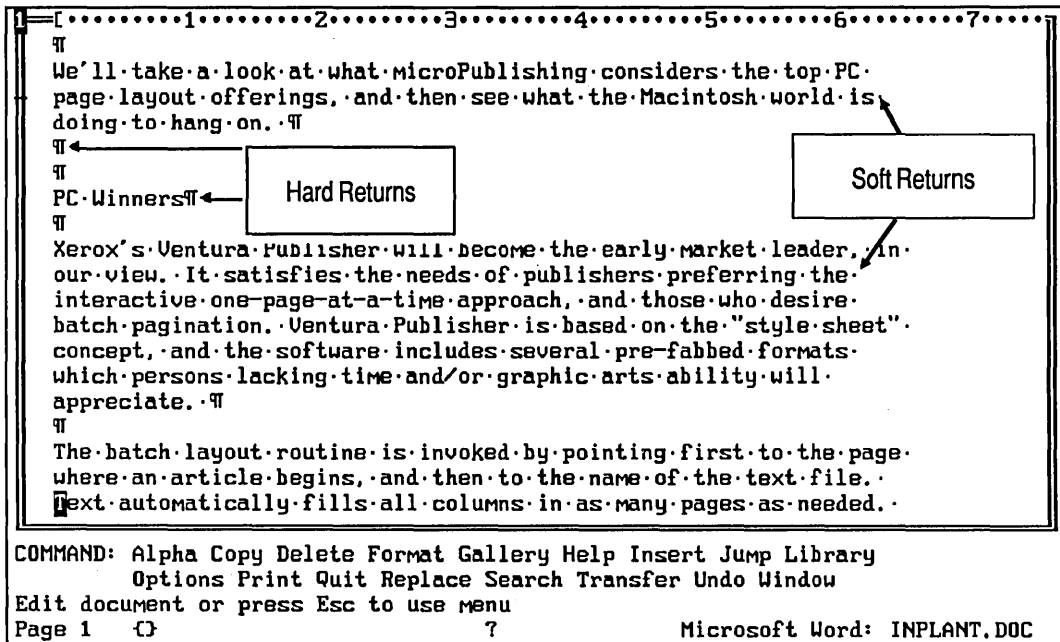 1 [·········1·········2·········3·········4·········5·········6·········7·····
¶
We'll·take·a·look·at·what·microPublishing·considers·the·top·PC·
page·layout·offerings,·and·then·see·what·the·Macintosh·world·is·
doing·to·hang·on.·¶
¶
¶
PC·Winners¶
¶
Hard Returns
Soft Returns
Xerox's·Ventura·Publisher·will·become·the·early·market·leader,·in·
our·view.·It·satisfies·the·needs·of·publishers·preferring·the·
interactive·one-page-at-a-time·approach,·and·those·who·desire·
batch·pagination.·Ventura·Publisher·is·based·on·the·"style·sheet"·
concept,·and·the·software·includes·several·pre-fabbed·formats·
which·persons·lacking·time·and/or·graphic·arts·ability·will·
appreciate.·¶
¶
The·batch·layout·routine·is·invoked·by·pointing·first·to·the·page·
where·an·article·begins,·and·then·to·the·name·of·the·text·file.·
Text·automatically·fills·all·columns·in·as·many·pages·as·needed.·
COMMAND: Alpha Copy Delete Format Gallery Help Insert Jump Library
Options Print Quit Replace Search Transfer Undo Window
Edit document or press Esc to use menu
Page 1 {} ? Microsoft Word: INPLANT.DOC